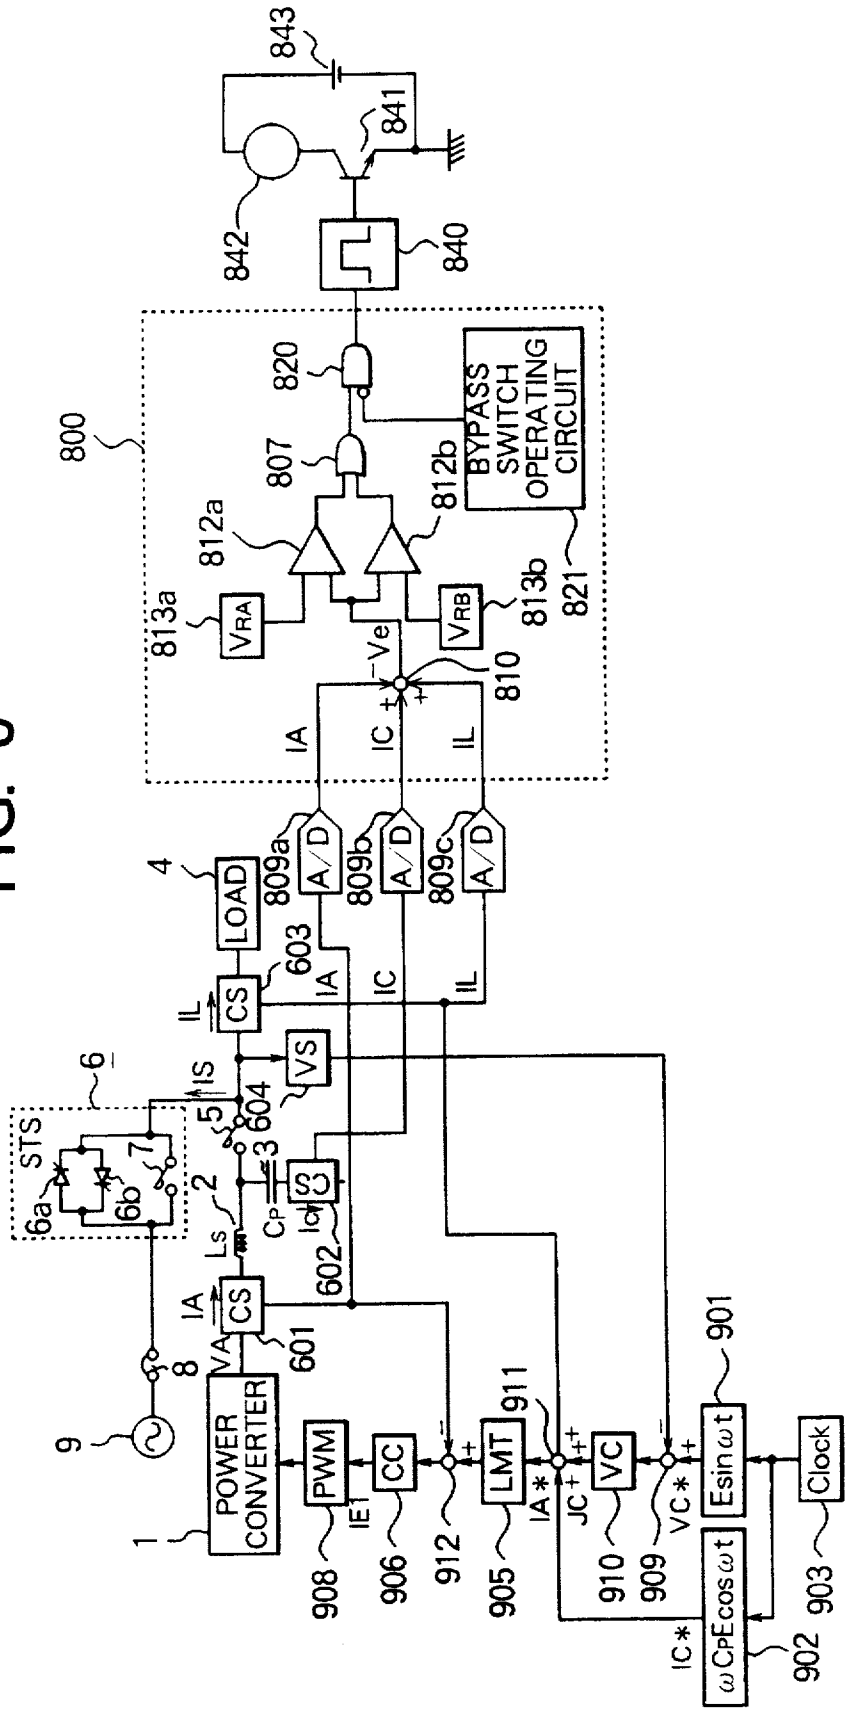 STS
6
6a
6b
7
IS
9
8
IL
4
LOAD
CS
603
5
604
VS
IA
VA
CS
601
LS
2
CP
3
IC
602
1
POWER
CONVERTER
IA
IC
IL
809a
A/D
809b
A/D
809c
A/D
IA
IC
IL
800
813a
VRA
812a
807
820
812b
VRB
813b
- Ve
+
+
810
BYPASS
SWITCH
OPERATING
CIRCUIT
821
840
842
841
843
PWM
908
IE1
CC
906
-
+
912
LMT
905
IA*
911
JC
+
+
+
VC
910
909
-
+
VC*
Esinωt
901
IC*
ωCPEcosωt
902
Clock
903